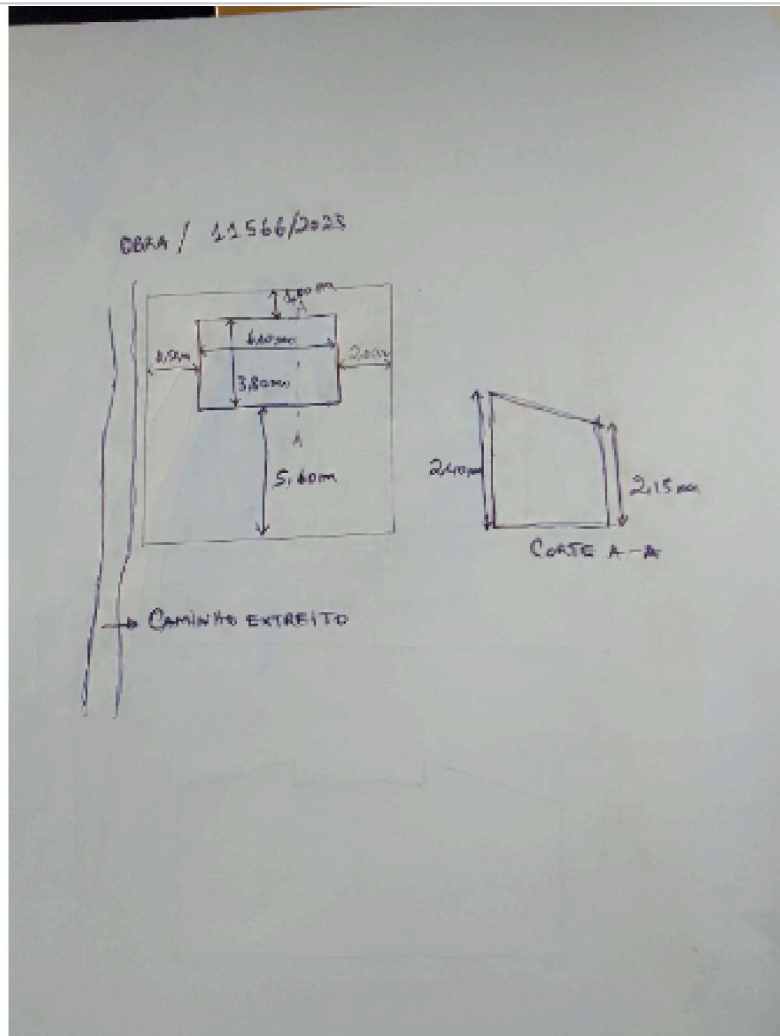 OBRA / 11566/2023
A
3,80m
2,00m
5,60m
A
2,40m
2,15m
CORTE A-A
CAMINHO EXTREITO